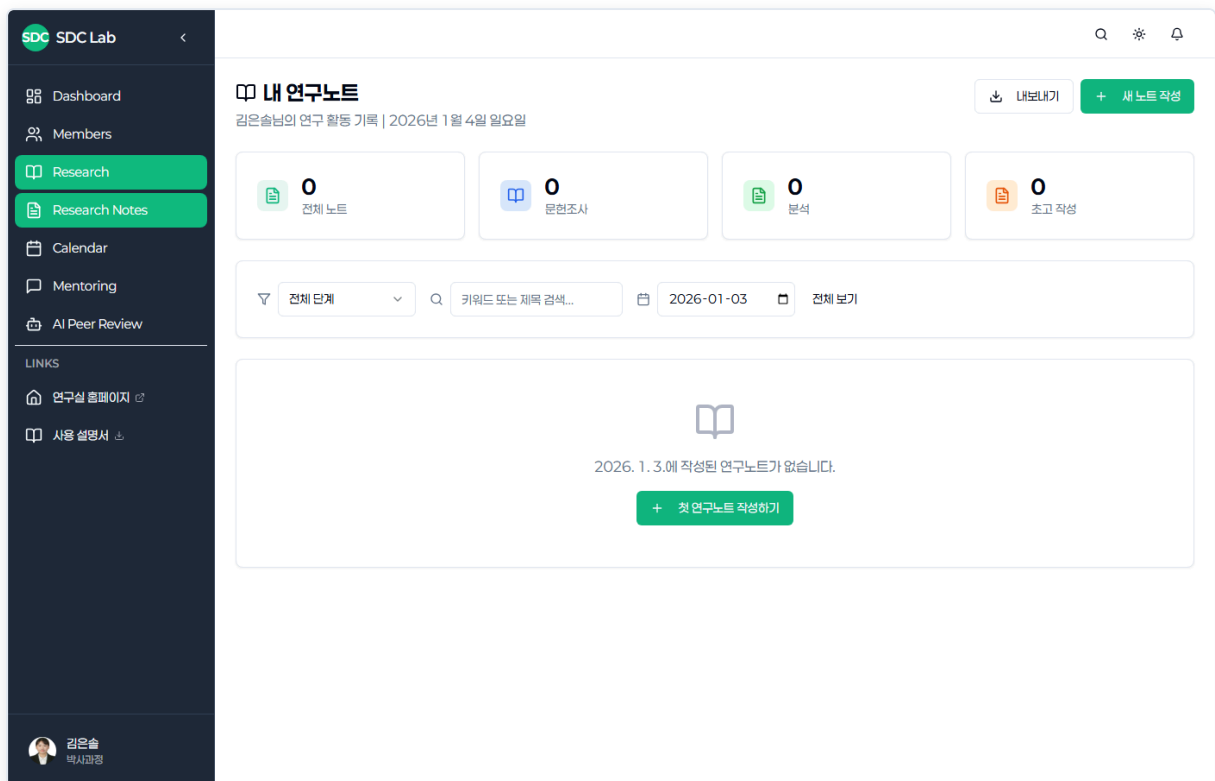 SDC SDC Lab
Dashboard
Members
Research
Research Notes
Calendar
Mentoring
AI Peer Review
LINKS
연구실 홈페이지
사용 설명서
김은솔
박사과정
내 연구노트
김은솔님의 연구 활동 기록 | 2026년 1월 4일 일요일
내보내기
+ 새 노트 작성
0
전체 노트
0
문헌조사
0
분석
0
초고 작성
전체 단계
키워드 또는 제목 검색...
2026-01-03
전체 보기
2026. 1. 3.에 작성된 연구노트가 없습니다.
+ 첫 연구노트 작성하기